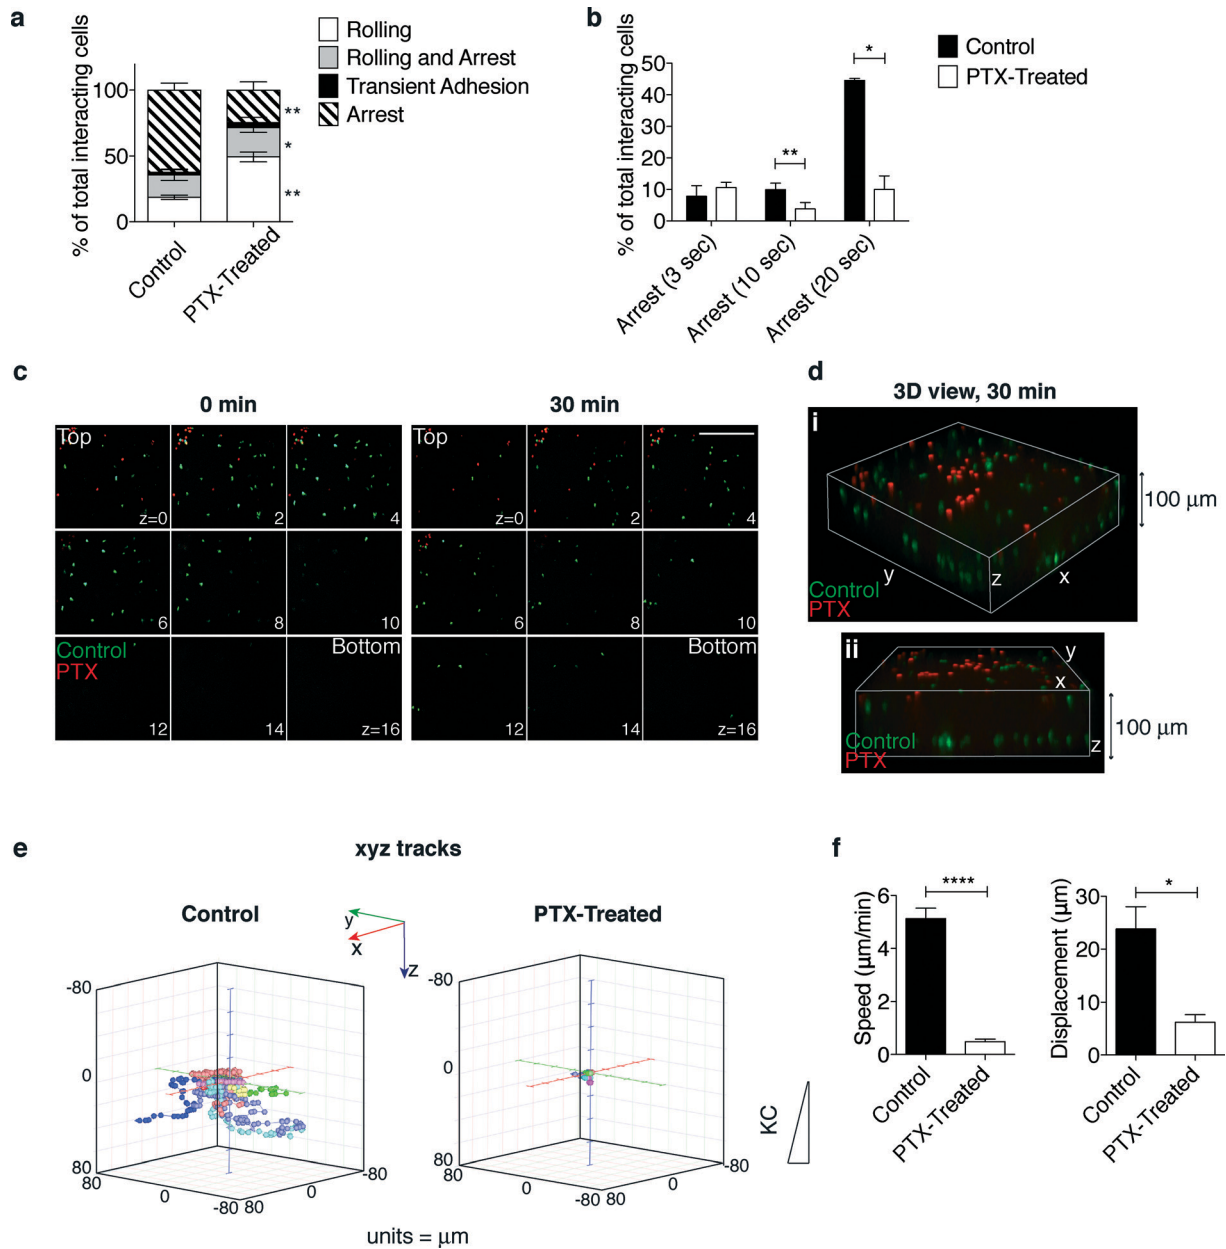 a
% of total interacting cells
100
50
0
Control
PTX-Treated
**
*
**
Rolling
Rolling and Arrest
Transient Adhesion
Arrest
b
% of total interacting cells
50
40
30
20
10
0
**
*
Arrest (3 sec)
Arrest (10 sec)
Arrest (20 sec)
Control
PTX-Treated
c
0 min
30 min
Top
z=0
2
4
6
8
10
Control
PTX
Bottom
12
14
z=16
Top
z=0
2
4
6
8
10
Bottom
12
14
z=16
d
3D view, 30 min
i
100 µm
y
z
x
Control
PTX
ii
y
x
100 µm
z
Control
PTX
e
xyz tracks
Control
PTX-Treated
y
x
z
-80
0
80
80
0
-80
80
0
-80
-80
0
80
80
0
-80
80
0
-80
KC
units = µm
f
Speed (µm/min)
6
4
2
0
****
Control
PTX-Treated
Displacement (µm)
30
20
10
0
*
Control
PTX-Treated